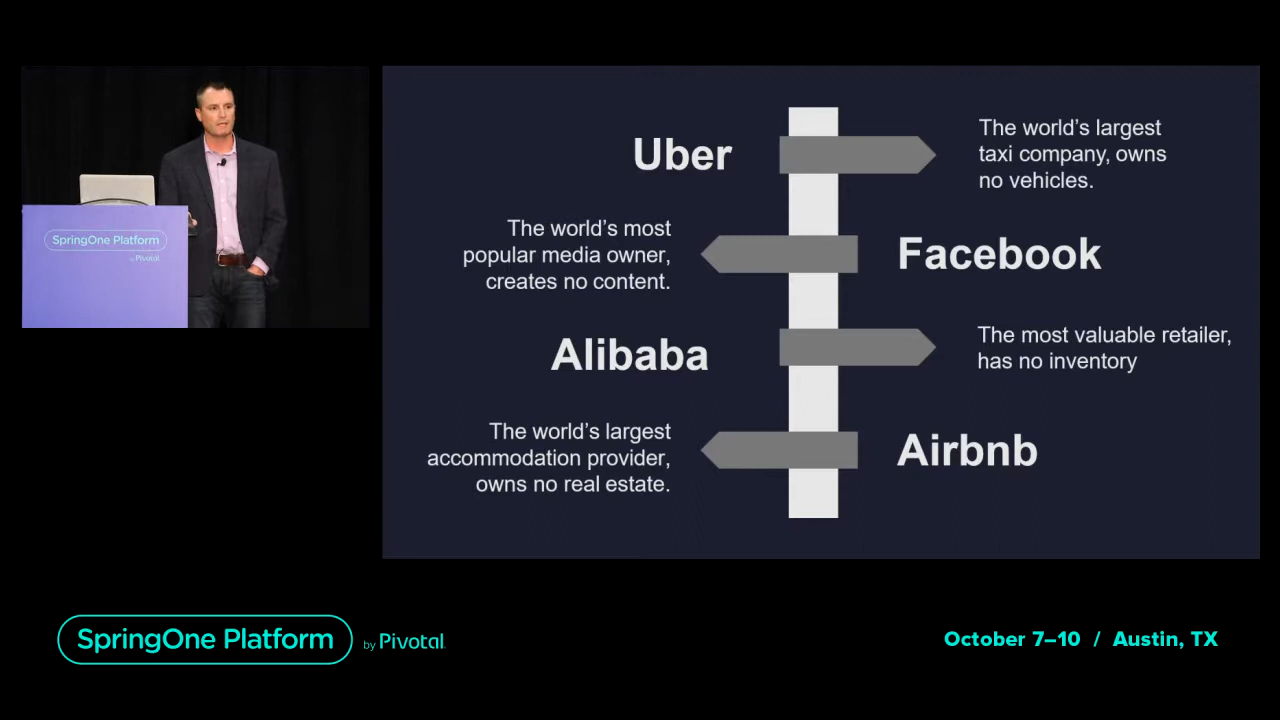 SpringOne Platform
by Pivotal
Uber
The world's largest
taxi company, owns
no vehicles.
The world's most
popular media owner,
creates no content.
Facebook
Alibaba
The most valuable retailer,
has no inventory
The world's largest
accommodation provider,
owns no real estate.
Airbnb
SpringOne Platform by Pivotal
October 7–10 / Austin, TX